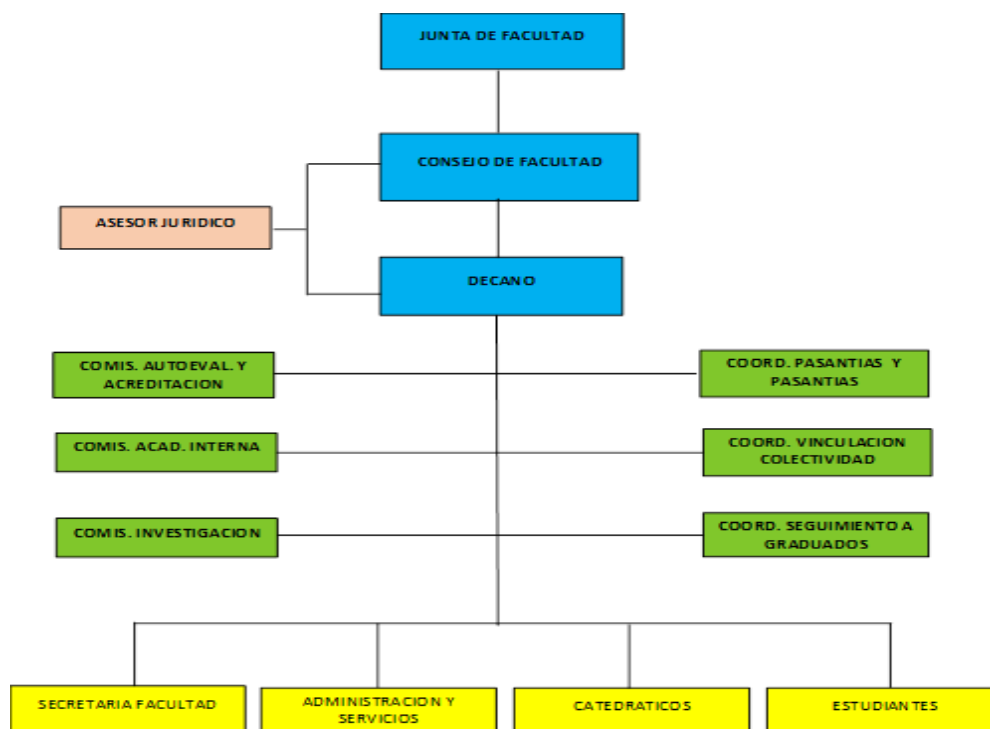 JUNTA DE FACULTAD
CONSEJO DE FACULTAD
ASESOR JURIDICO
DECANO
COMIS. AUTOEVAL. Y
ACREDITACION
COORD. PASANTIAS Y
PASANTIAS
COMIS. ACAD. INTERNA
COORD. VINCULACION
COLECTIVIDAD
COMIS. INVESTIGACION
COORD. SEGUIMIENTO A
GRADUADOS
SECRETARIA FACULTAD
ADMINISTRACION Y
SERVICIOS
CATEDRATICOS
ESTUDIANTES